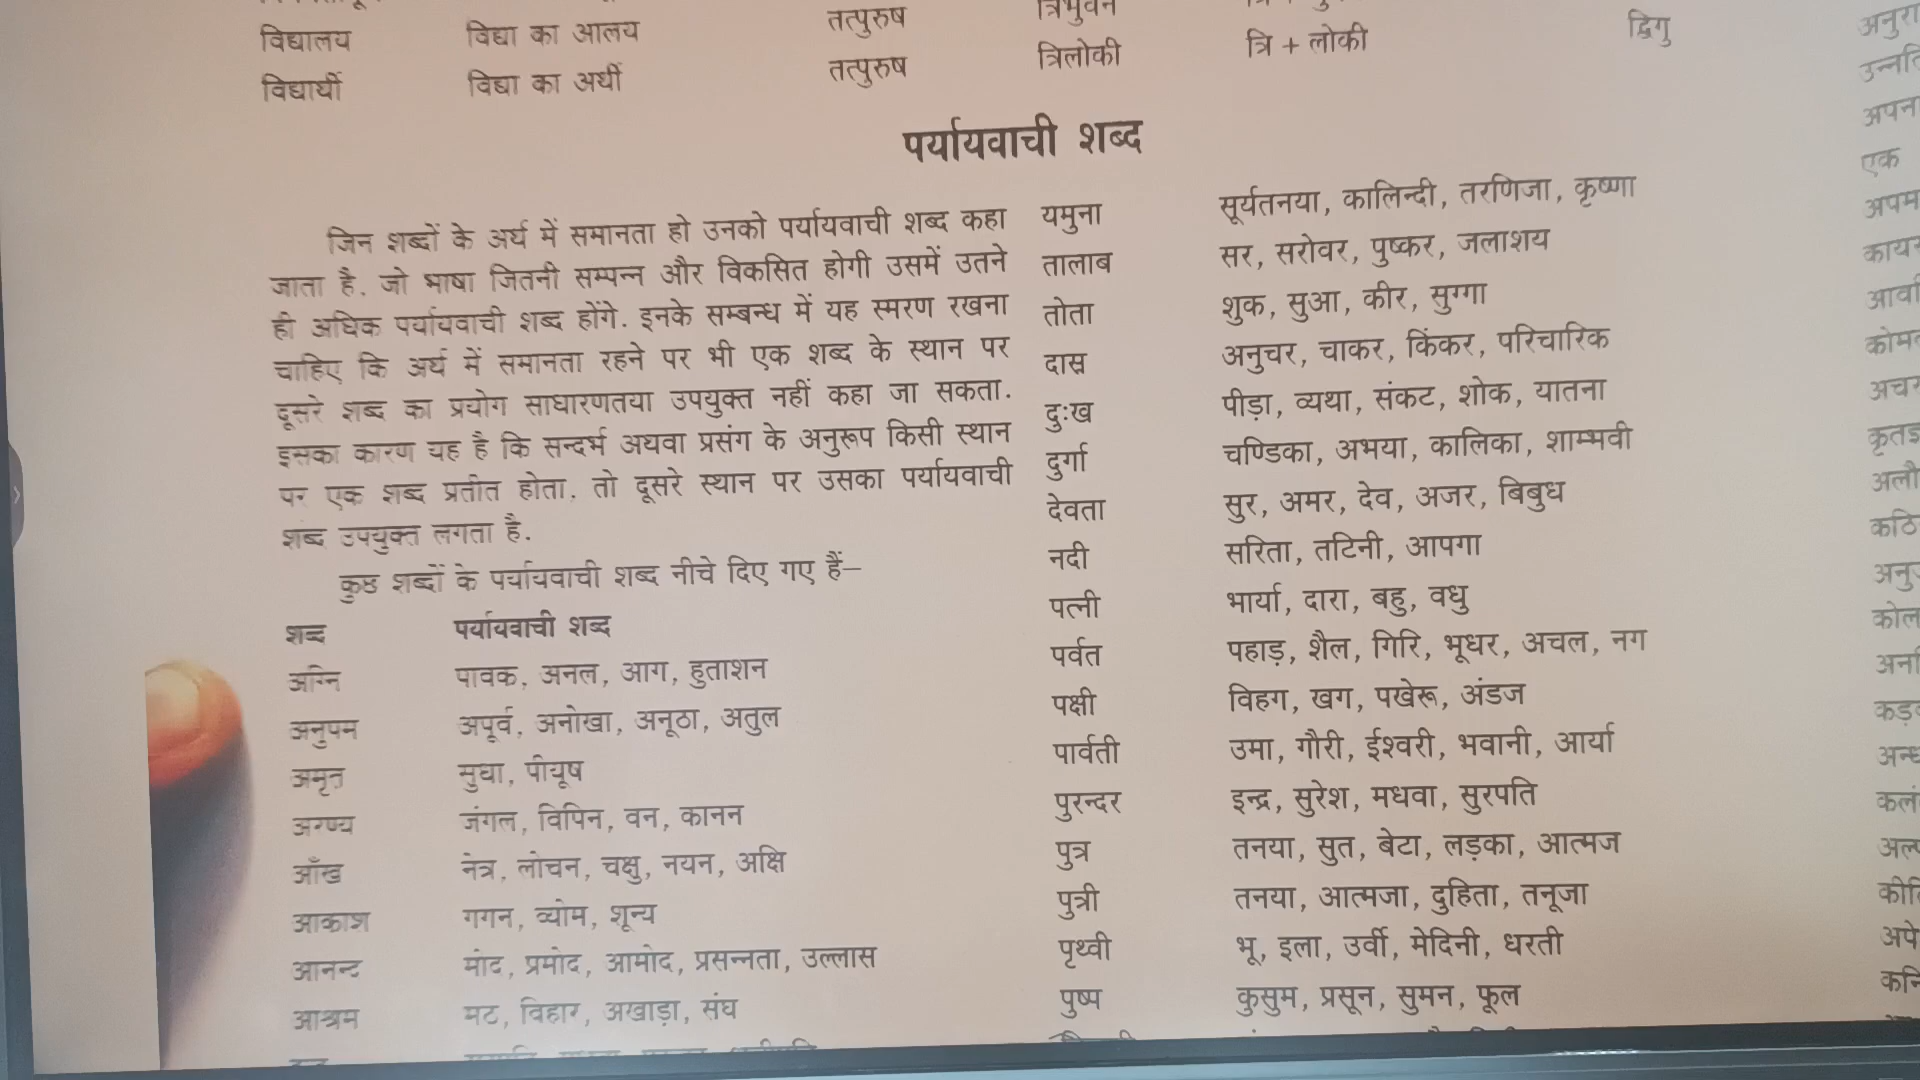 विद्यालय विद्या का आलय तत्पुरुष त्रिभुवन
विद्यार्थी विद्या का अर्थी तत्पुरुष त्रिलोकी त्रि + लोकी द्विगु
पर्यायवाची शब्द
जिन शब्दों के अर्थ में समानता हो उनको पर्यायवाची शब्द कहा
जाता है. जो भाषा जितनी सम्पन्न और विकसित होगी उसमें उतने
ही अधिक पर्यायवाची शब्द होंगे. इनके सम्बन्ध में यह स्मरण रखना
चाहिए कि अर्थ में समानता रहने पर भी एक शब्द के स्थान पर
दूसरे शब्द का प्रयोग साधारणतया उपयुक्त नहीं कहा जा सकता.
इसका कारण यह है कि सन्दर्भ अथवा प्रसंग के अनुरूप किसी स्थान
पर एक शब्द प्रतीत होता. तो दूसरे स्थान पर उसका पर्यायवाची
शब्द उपयुक्त लगता है.
कुछ शब्दों के पर्यायवाची शब्द नीचे दिए गए हैं–
शब्द पर्यायवाची शब्द
अग्नि पावक, अनल, आग, हुताशन
अनुपम अपूर्व, अनोखा, अनूठा, अतुल
अमृत सुधा, पीयूष
अरण्य जंगल, विपिन, वन, कानन
आँख नेत्र, लोचन, चक्षु, नयन, अक्षि
आकाश गगन, व्योम, शून्य
आनन्द मोद, प्रमोद, आमोद, प्रसन्नता, उल्लास
आश्रम मठ, विहार, अखाड़ा, संघ
यमुना सूर्यतनया, कालिन्दी, तरणिजा, कृष्णा
तालाब सर, सरोवर, पुष्कर, जलाशय
तोता शुक, सुआ, कीर, सुग्गा
दास अनुचर, चाकर, किंकर, परिचारिक
दुःख पीड़ा, व्यथा, संकट, शोक, यातना
दुर्गा चण्डिका, अभया, कालिका, शाम्भवी
देवता सुर, अमर, देव, अजर, बिबुध
नदी सरिता, तटिनी, आपगा
पत्नी भार्या, दारा, बहु, वधु
पर्वत पहाड़, शैल, गिरि, भूधर, अचल, नग
पक्षी विहग, खग, पखेरू, अंडज
पार्वती उमा, गौरी, ईश्वरी, भवानी, आर्या
पुरन्दर इन्द्र, सुरेश, मधवा, सुरपति
पुत्र तनया, सुत, बेटा, लड़का, आत्मज
पुत्री तनया, आत्मजा, दुहिता, तनूजा
पृथ्वी भू, इला, उर्वी, मेदिनी, धरती
पुष्प कुसुम, प्रसून, सुमन, फूल
एक